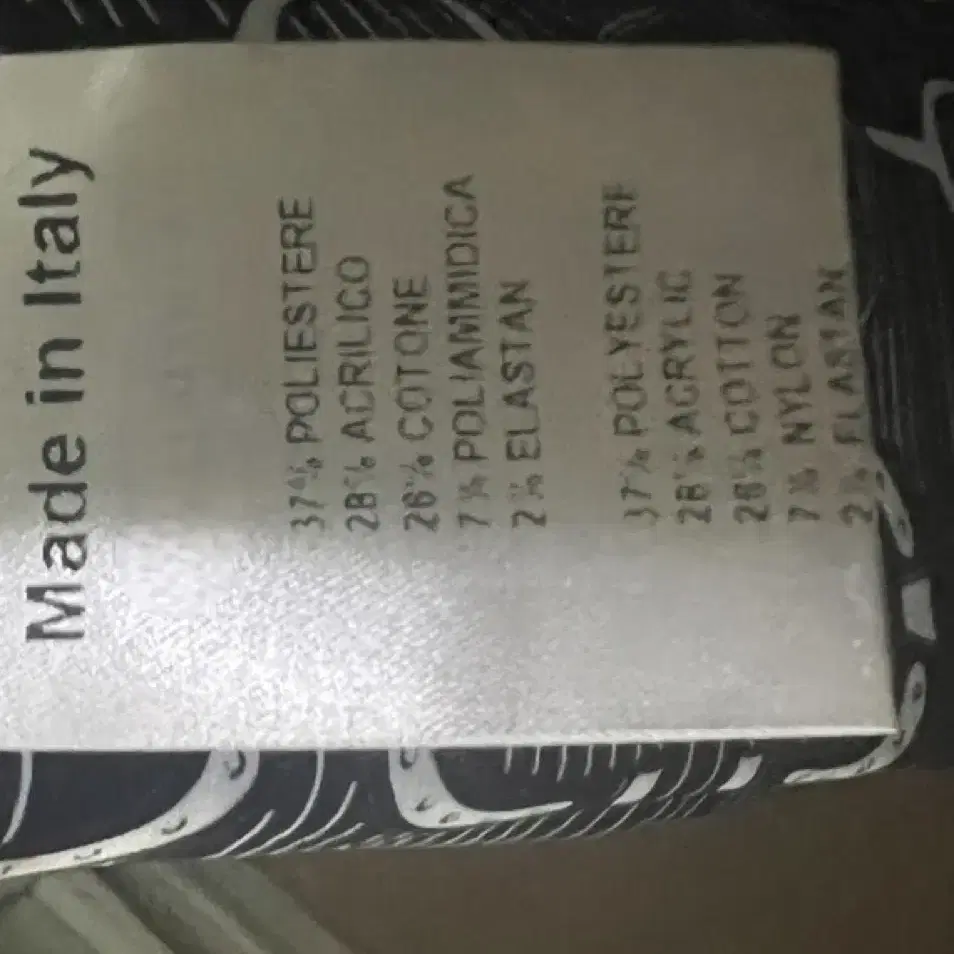 Made in Italy
37% POLIESTERE
28% ACRILICO
26% COTONE
7% POLIAMMIDICA
2% ELASTAN
37% POLYESTERE
28% ACRYLIC
26% COTTON
7% NYLON
2% ELASTAN